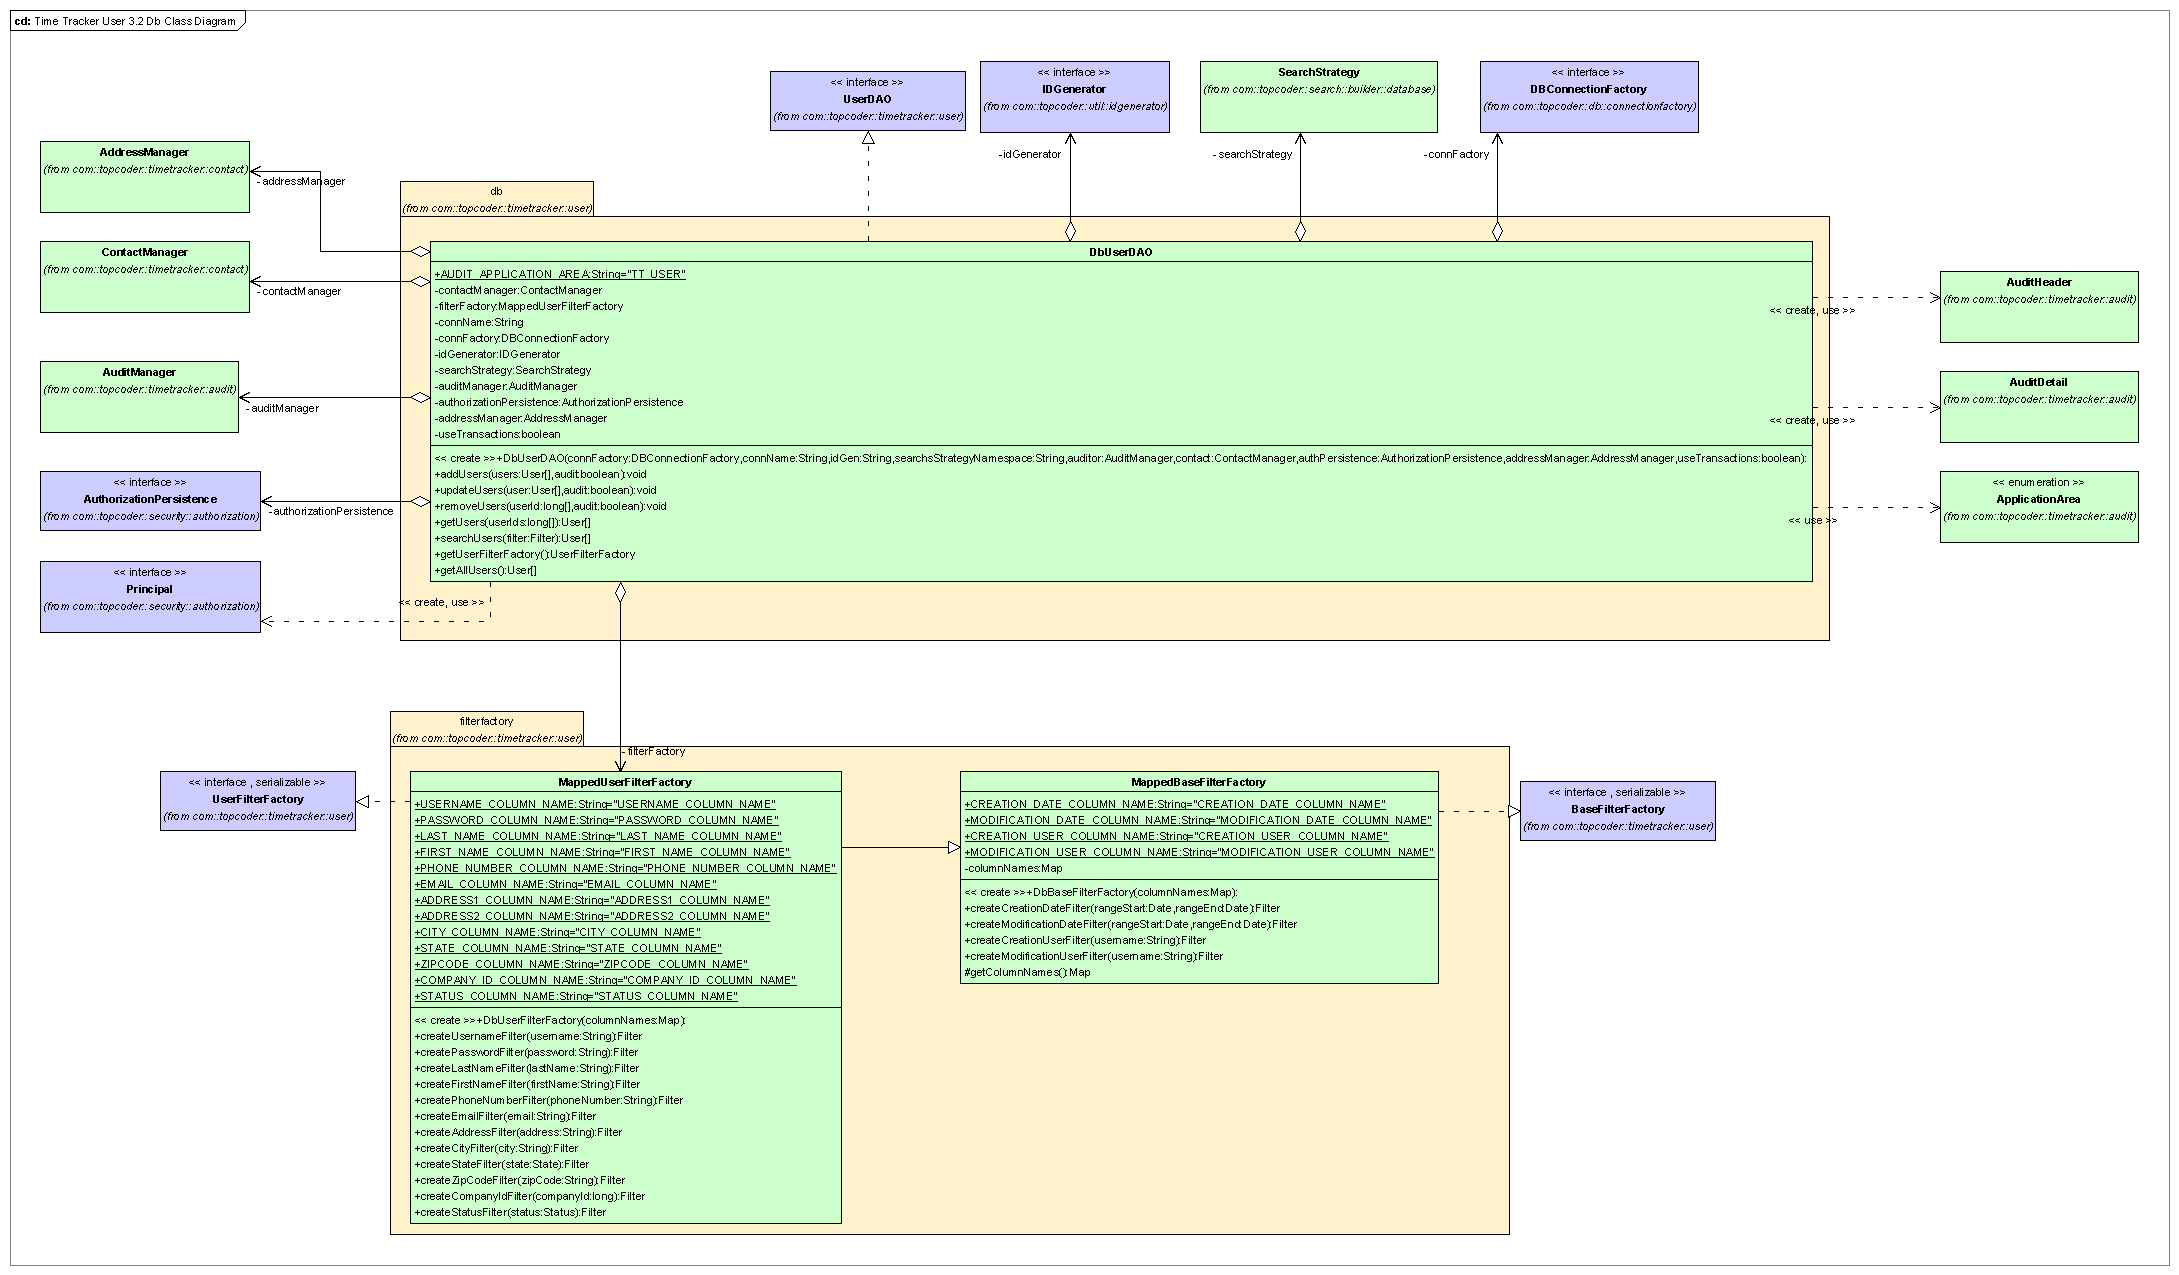 cd: Time Tracker User 3.2 Db Class Diagram
<< interface >>
UserDAO
(from com::topcoder::timetracker::user)
<< interface >>
IDGenerator
(from com::topcoder::util::idgenerator)
SearchStrategy
(from com::topcoder::search::builder::database)
<< interface >>
DBConnectionFactory
(from com::topcoder::db::connectionfactory)
-idGenerator
-searchStrategy
-connFactory
AddressManager
(from com::topcoder::timetracker::contact)
-addressManager
ContactManager
(from com::topcoder::timetracker::contact)
-contactManager
AuditManager
(from com::topcoder::timetracker::audit)
-auditManager
<< interface >>
AuthorizationPersistence
(from com::topcoder::security::authorization)
-authorizationPersistence
<< interface >>
Principal
(from com::topcoder::security::authorization)
<< create, use >>
db
(from com::topcoder::timetracker::user)
DbUserDAO
+AUDIT_APPLICATION_AREA:String="TT_USER"
-contactManager:ContactManager
-filterFactory:MappedUserFilterFactory
-connName:String
-connFactory:DBConnectionFactory
-idGenerator:IDGenerator
-searchStrategy:SearchStrategy
-auditManager:AuditManager
-authorizationPersistence:AuthorizationPersistence
-addressManager:AddressManager
-useTransactions:boolean
<< create >>+DbUserDAO(connFactory:DBConnectionFactory,connName:String,idGen:String,searchsStrategyNamespace:String,auditor:AuditManager,contact:ContactManager,authPersistence:AuthorizationPersistence,addressManager:AddressManager,useTransactions:boolean):
+addUsers(users:User[],audit:boolean):void
+updateUsers(user:User[],audit:boolean):void
+removeUsers(userId:long[],audit:boolean):void
+getUsers(userIds:long[]):User[]
+searchUsers(filter:Filter):User[]
+getUserFilterFactory():UserFilterFactory
+getAllUsers():User[]
AuditHeader
(from com::topcoder::timetracker::audit)
<< create, use >>
AuditDetail
(from com::topcoder::timetracker::audit)
<< create, use >>
<< enumeration >>
ApplicationArea
(from com::topcoder::timetracker::audit)
<< use >>
filterfactory
(from com::topcoder::timetracker::user)
-filterFactory
<< interface , serializable >>
UserFilterFactory
(from com::topcoder::timetracker::user)
MappedUserFilterFactory
+USERNAME_COLUMN_NAME:String="USERNAME_COLUMN_NAME"
+PASSWORD_COLUMN_NAME:String="PASSWORD_COLUMN_NAME"
+LAST_NAME_COLUMN_NAME:String="LAST_NAME_COLUMN_NAME"
+FIRST_NAME_COLUMN_NAME:String="FIRST_NAME_COLUMN_NAME"
+PHONE_NUMBER_COLUMN_NAME:String="PHONE_NUMBER_COLUMN_NAME"
+EMAIL_COLUMN_NAME:String="EMAIL_COLUMN_NAME"
+ADDRESS1_COLUMN_NAME:String="ADDRESS1_COLUMN_NAME"
+ADDRESS2_COLUMN_NAME:String="ADDRESS2_COLUMN_NAME"
+CITY_COLUMN_NAME:String="CITY_COLUMN_NAME"
+STATE_COLUMN_NAME:String="STATE_COLUMN_NAME"
+ZIPCODE_COLUMN_NAME:String="ZIPCODE_COLUMN_NAME"
+COMPANY_ID_COLUMN_NAME:String="COMPANY_ID_COLUMN_NAME"
+STATUS_COLUMN_NAME:String="STATUS_COLUMN_NAME"
<< create >>+DbUserFilterFactory(columnNames:Map):
+createUsernameFilter(username:String):Filter
+createPasswordFilter(password:String):Filter
+createLastNameFilter(lastName:String):Filter
+createFirstNameFilter(firstName:String):Filter
+createPhoneNumberFilter(phoneNumber:String):Filter
+createEmailFilter(email:String):Filter
+createAddressFilter(address:String):Filter
+createCityFilter(city:String):Filter
+createStateFilter(state:State):Filter
+createZipCodeFilter(zipCode:String):Filter
+createCompanyIdFilter(companyId:long):Filter
+createStatusFilter(status:Status):Filter
MappedBaseFilterFactory
+CREATION_DATE_COLUMN_NAME:String="CREATION_DATE_COLUMN_NAME"
+MODIFICATION_DATE_COLUMN_NAME:String="MODIFICATION_DATE_COLUMN_NAME"
+CREATION_USER_COLUMN_NAME:String="CREATION_USER_COLUMN_NAME"
+MODIFICATION_USER_COLUMN_NAME:String="MODIFICATION_USER_COLUMN_NAME"
-columnNames:Map
<< create >>+DbBaseFilterFactory(columnNames:Map):
+createCreationDateFilter(rangeStart:Date,rangeEnd:Date):Filter
+createModificationDateFilter(rangeStart:Date,rangeEnd:Date):Filter
+createCreationUserFilter(username:String):Filter
+createModificationUserFilter(username:String):Filter
#getColumnNames():Map
<< interface , serializable >>
BaseFilterFactory
(from com::topcoder::timetracker::user)